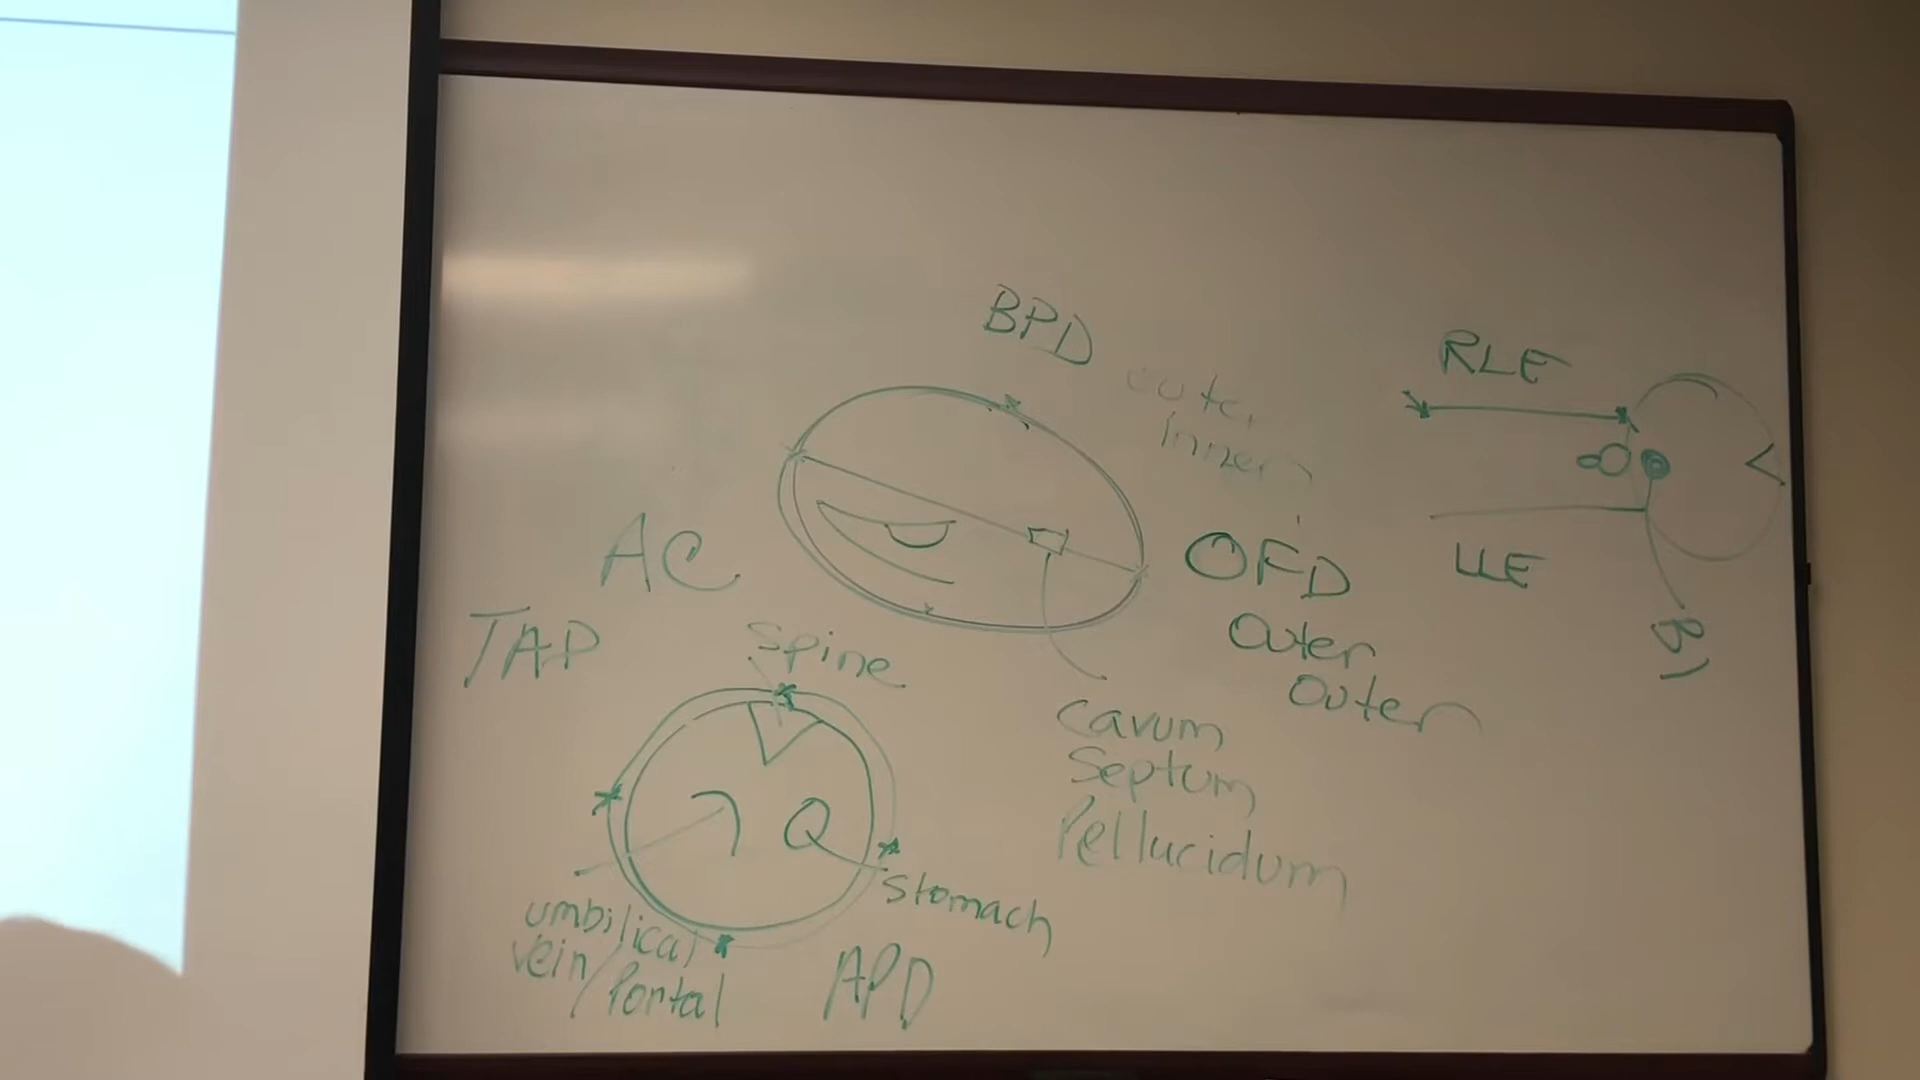 BPD
outer
inner
RLE
LLE
OFD
outer
outer
AC
TAP
spine
Cavum
Septum
Pellucidum
stomach
umbilical
vein/Portal
APD